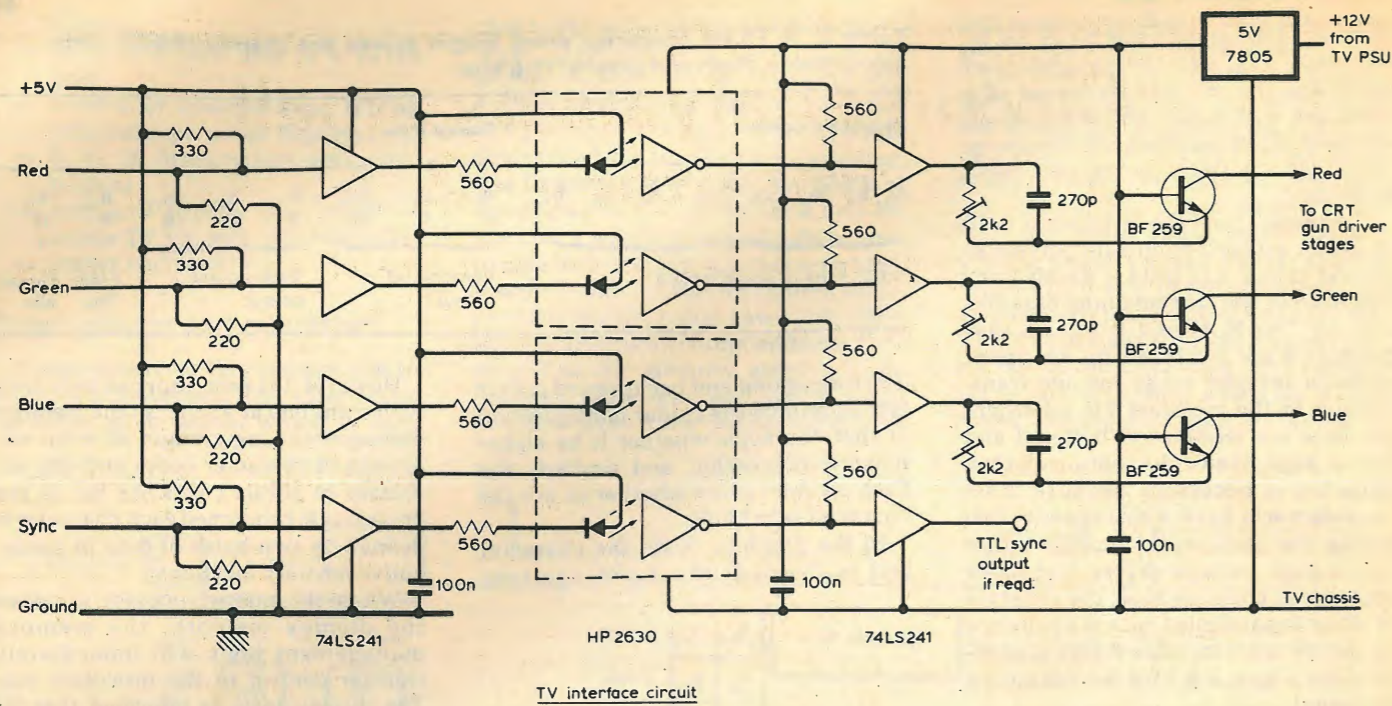 5V
7805
+12V
from
TV PSU
+5V
330
Red
220
560
560
2k2
270p
BF259
Red
To CRT
gun driver
stages
330
Green
220
560
560
2k2
270p
BF259
Green
330
Blue
220
560
560
2k2
270p
BF259
Blue
330
Sync
220
560
560
TTL sync
output
if reqd.
100n
100n
100n
Ground
TV chassis
74LS241
HP 2630
74LS241
TV interface circuit